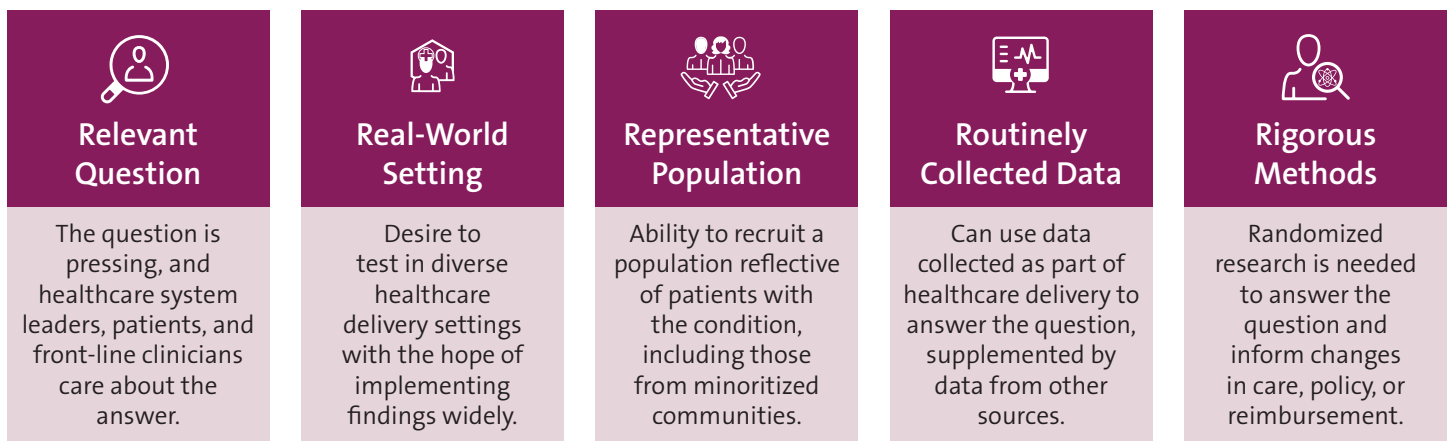 Relevant
Question
The question is
pressing, and
healthcare system
leaders, patients, and
front-line clinicians
care about the
answer.
Real-World
Setting
Desire to
test in diverse
healthcare
delivery settings
with the hope of
implementing
findings widely.
Representative
Population
Ability to recruit a
population reflective
of patients with
the condition,
including those
from minoritized
communities.
Routinely
Collected Data
Can use data
collected as part of
healthcare delivery to
answer the question,
supplemented by
data from other
sources.
Rigorous
Methods
Randomized
research is needed
to answer the
question and
inform changes
in care, policy, or
reimbursement.